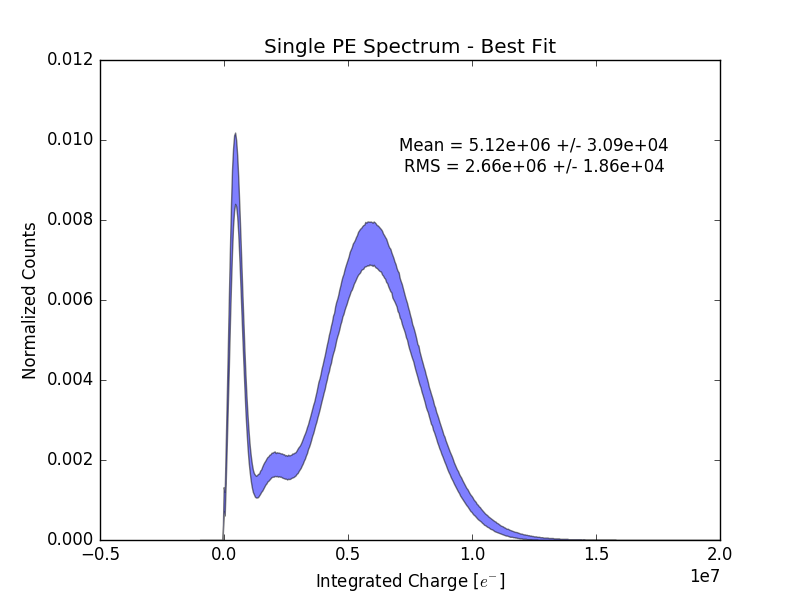 Single PE Spectrum - Best Fit
0.012
0.010
Mean = 5.12e+06 +/- 3.09e+04
RMS = 2.66e+06 +/- 1.86e+04
0.008
Normalized Counts
0.006
0.004
0.002
0.000
−0.5 0.0 0.5 1.0 1.5 2.0
1e7
Integrated Charge [e⁻]